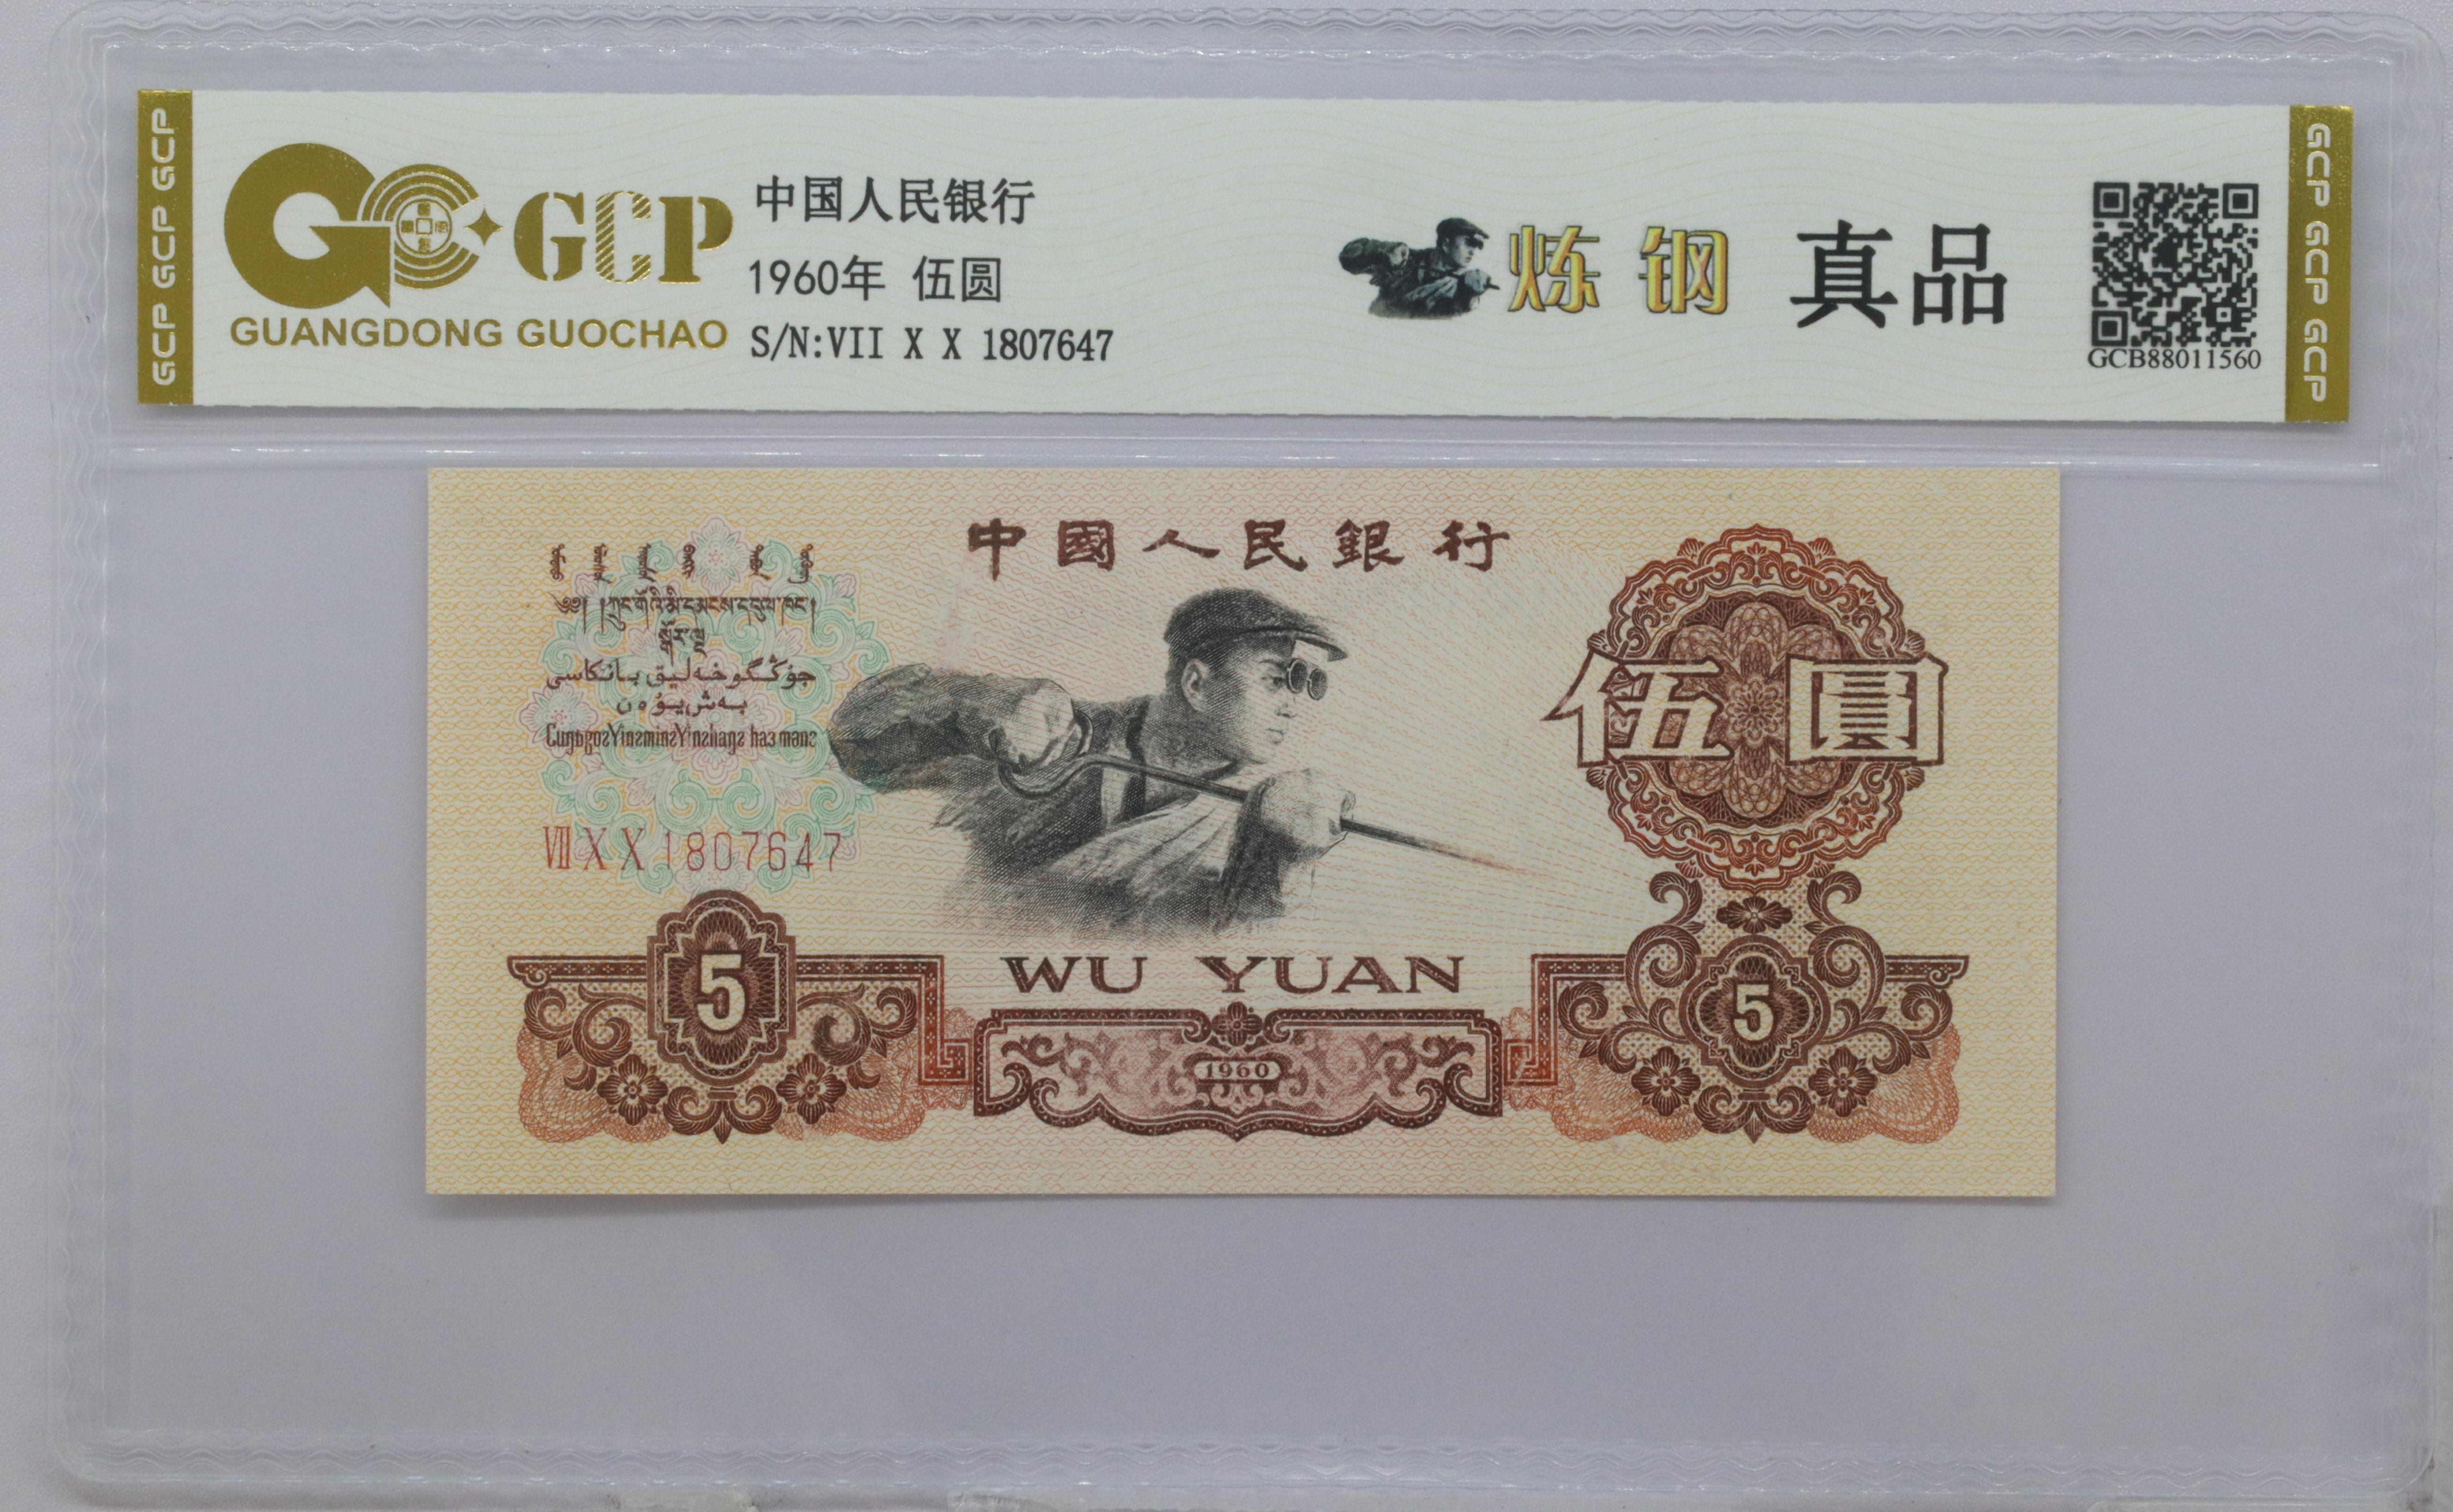 GCP GCP GCP
GCP
GUANGDONG GUOCHAO
中国人民银行
1960年 伍圆
S/N:VII X X 1807647
炼钢 真品
GCB88011560
GCP GCP GCP
中國人民銀行
伍圓
VIII X X 1807647
5
WU YUAN
1960
5